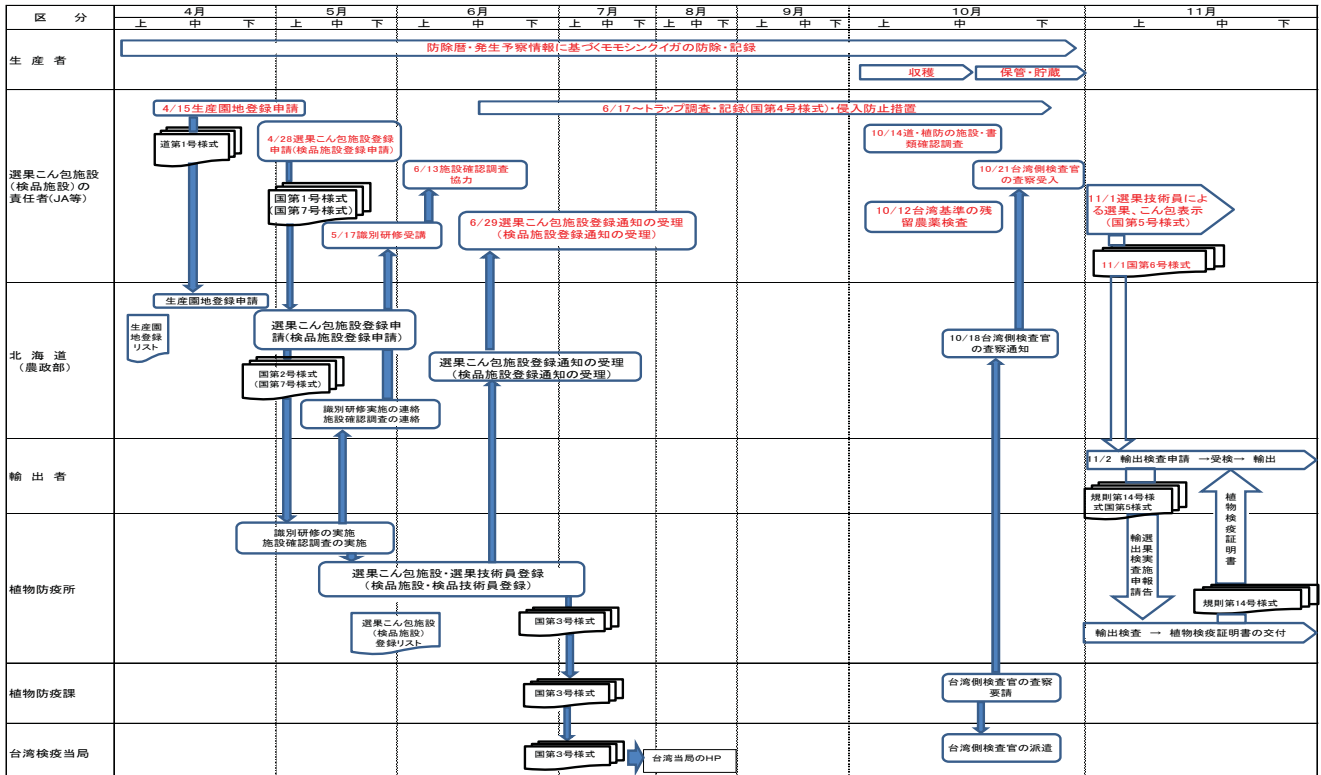 区 分
4月
5月
6月
7月
8月
9月
10月
11月
上 中 下
上 中 下
上 中 下
上 中 下
上 中 下
上 中 下
上 中 下
上 中 下
生 産 者
防除暦・発生予察情報に基づくモモシンクイガの防除・記録
収穫
保管・貯蔵
選果こん包施設
(検品施設)の
責任者(JA等)
4/15生産園地登録申請
道第1号様式
4/28選果こん包施設登録
申請(検品施設登録申請)
国第1号様式
(国第7号様式)
5/17識別研修受講
6/13施設確認調査
協力
6/17～トラップ調査・記録(国第4号様式)・侵入防止措置
6/29選果こん包施設登録通知の受理
(検品施設登録通知の受理)
10/14道・植防の施設・書
類確認調査
10/21台湾側検査官
の査察受入
10/12台湾基準の残
留農薬検査
11/1選果技術員によ
る選果、こん包表示
(国第5号様式)
11/1国第6号様式
北 海 道
(農政部)
生産園地登録申請
生産園
地登録
リスト
選果こん包施設登録申
請(検品施設登録申請)
国第2号様式
(国第7号様式)
識別研修実施の連絡
施設確認調査の連絡
選果こん包施設登録通知の受理
(検品施設登録通知の受理)
10/18台湾側検査官
の査察通知
輸 出 者
11/2 輸出検査申請 →受検→ 輸出
規則第14号様
式国第5様式
植物検疫証明書
植物防疫所
識別研修の実施
施設確認調査の実施
選果こん包施設・選果技術員登録
(検品施設・検品技術員登録)
選果こん包施設
(検品施設)
登録リスト
国第3号様式
選果実施報告
輸出検査申請
規則第14号様式
輸出検査 → 植物検疫証明書の交付
植物防疫課
国第3号様式
台湾側検査官の査察
要請
台湾検疫当局
国第3号様式
台湾当局のHP
台湾側検査官の派遣